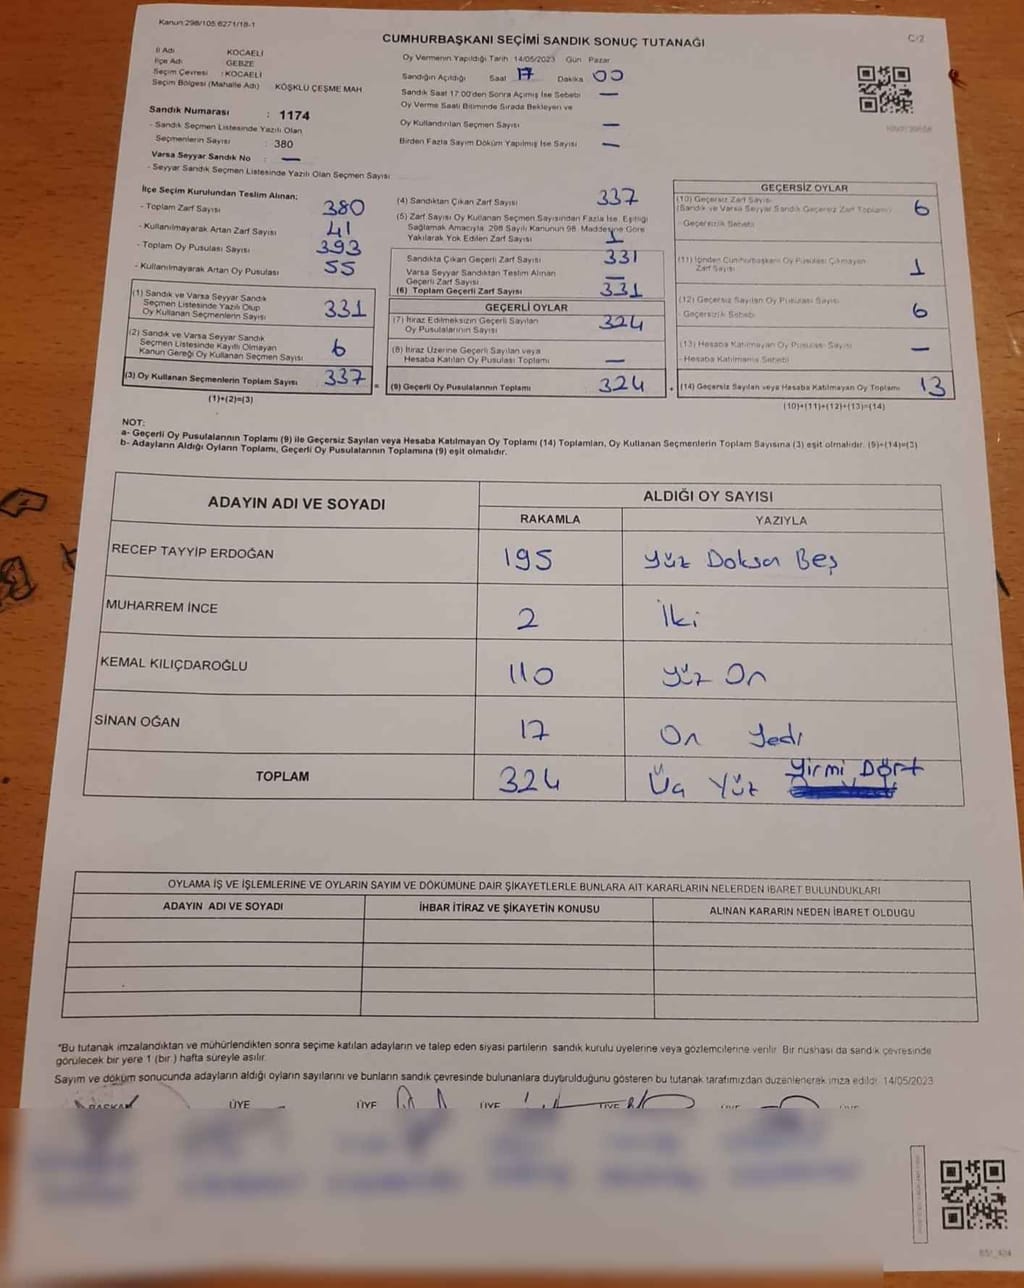 Kanun:298/105 6271/18-1
CUMHURBAŞKANI SEÇİMİ SANDIK SONUÇ TUTANAĞI
C/2
İl Adı KOCAELİ
İlçe Adı GEBZE
Seçim Çevresi : KOCAELİ
Seçim Bölgesi (Mahalle Adı) KÖŞKLÜ ÇEŞME MAH
Sandık Numarası : 1174
- Sandık Seçmen Listesinde Yazılı Olan
Seçmenlerin Sayısı : 380
Varsa Seyyar Sandık No : —
- Seyyar Sandık Seçmen Listesinde Yazılı Olan Seçmen Sayısı
Oy Vermenin Yapıldığı Tarih 14/05/2023 Gün Pazar
Sandığın Açıldığı Saat 17 Dakika 00
Sandık Saat 17:00'den Sonra Açımış İse Sebebi —
Oy Verme Saati Bitiminde Sırada Bekleyen ve
Oy Kullandırılan Seçmen Sayısı —
Birden Fazla Sayım Döküm Yapılmış İse Sayısı —
İlçe Seçim Kurulundan Teslim Alınan;
- Toplam Zarf Sayısı 380
- Kullanılmayarak Artan Zarf Sayısı 41
- Toplam Oy Pusulası Sayısı 393
- Kullanılmayarak Artan Oy Pusulası 55
(1) Sandık ve Varsa Seyyar Sandık
Seçmen Listesinde Yazılı Olup
Oy Kullanan Seçmenlerin Sayısı 331
(2) Sandık ve Varsa Seyyar Sandık
Seçmen Listesinde Kayıtlı Olmayan
Kanun Gereği Oy Kullanan Seçmen Sayısı 6
(3) Oy Kullanan Seçmenlerin Toplam Sayısı 337
(1)+(2)=(3)
(4) Sandıktan Çıkan Zarf Sayısı 337
(5) Zarf Sayısı Oy Kullanan Seçmen Sayısından Fazla İse, Eşitliği
Sağlamak Amacıyla, 298 Sayılı Kanunun 98. Maddesine Göre
Yakılarak Yok Edilen Zarf Sayısı 1
Sandıkta Çıkan Geçerli Zarf Sayısı 331
Varsa Seyyar Sandıktan Teslim Alınan
Geçerli Zarf Sayısı —
(6) Toplam Geçerli Zarf Sayısı 331
GEÇERLİ OYLAR
(7) İtiraz Edilmeksizin Geçerli Sayılan
Oy Pusulalarının Sayısı 324
(8) İtiraz Üzerine Geçerli Sayılan veya
Hesaba Katılan Oy Pusulası Toplamı —
= (9) Geçerli Oy Pusulalarının Toplamı 324
GEÇERSİZ OYLAR
(10) Geçersiz Zarf Sayısı
(Sandık ve Varsa Seyyar Sandık Geçersiz Zarf Toplamı) 6
- Geçersizlik Sebebi
(11) İçinden Cumhurbaşkanı Oy Pusulası Çıkmayan
Zarf Sayısı 1
(12) Geçersiz Sayılan Oy Pusulası Sayısı
- Geçersizlik Sebebi 6
(13) Hesaba Katılmayan Oy Pusulası Sayısı —
- Hesaba Katılmama Sebebi
+ (14) Geçersiz Sayılan veya Hesaba Katılmayan Oy Toplamı 13
(10)+(11)+(12)+(13)=(14)
NOT:
a- Geçerli Oy Pusulalarının Toplamı (9) ile Geçersiz Sayılan veya Hesaba Katılmayan Oy Toplamı (14) Toplamları, Oy Kullanan Seçmenlerin Toplam Sayısına (3) eşit olmalıdır. (9)+(14)=(3)
b- Adayların Aldığı Oyların Toplamı, Geçerli Oy Pusulalarının Toplamına (9) eşit olmalıdır.
ADAYIN ADI VE SOYADI ALDIĞI OY SAYISI
RAKAMLA YAZIYLA
RECEP TAYYİP ERDOĞAN 195 Yüz Doksan Beş
MUHARREM İNCE 2 İki
KEMAL KILIÇDAROĞLU 110 Yüz On
SİNAN OĞAN 17 On Yedi
TOPLAM 324 Üç Yüz Yirmi Dört
OYLAMA İŞ VE İŞLEMLERİNE VE OYLARIN SAYIM VE DÖKÜMÜNE DAİR ŞİKAYETLERLE BUNLARA AİT KARARLARIN NELERDEN İBARET BULUNDUKLARI
ADAYIN ADI VE SOYADI İHBAR İTİRAZ VE ŞİKAYETİN KONUSU ALINAN KARARIN NEDEN İBARET OLDUĞU
"Bu tutanak imzalandıktan ve mühürlendikten sonra seçime katılan adayların ve talep eden siyasi partilerin sandık kurulu üyelerine veya gözlemcilerine verilir. Bir nushası da sandık çevresinde
görülecek bir yere 1 (bir ) hafta süreyle asılır.
Sayım ve döküm sonucunda adayların aldığı oyların sayılarını ve bunların sandık çevresinde bulunanlara duyurulduğunu gösteren bu tutanak tarafımızdan düzenlenerek imza edildi. 14/05/2023
BAŞKAN ÜYE ÜYE ÜYE ÜYE ÜYE ÜYE